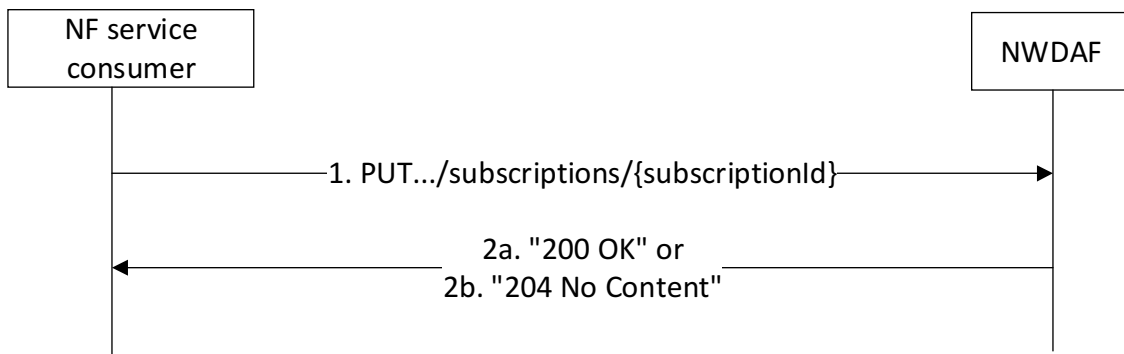 NF service
consumer
NWDAF
1. PUT.../subscriptions/{subscriptionId}
2a. "200 OK" or
2b. "204 No Content"